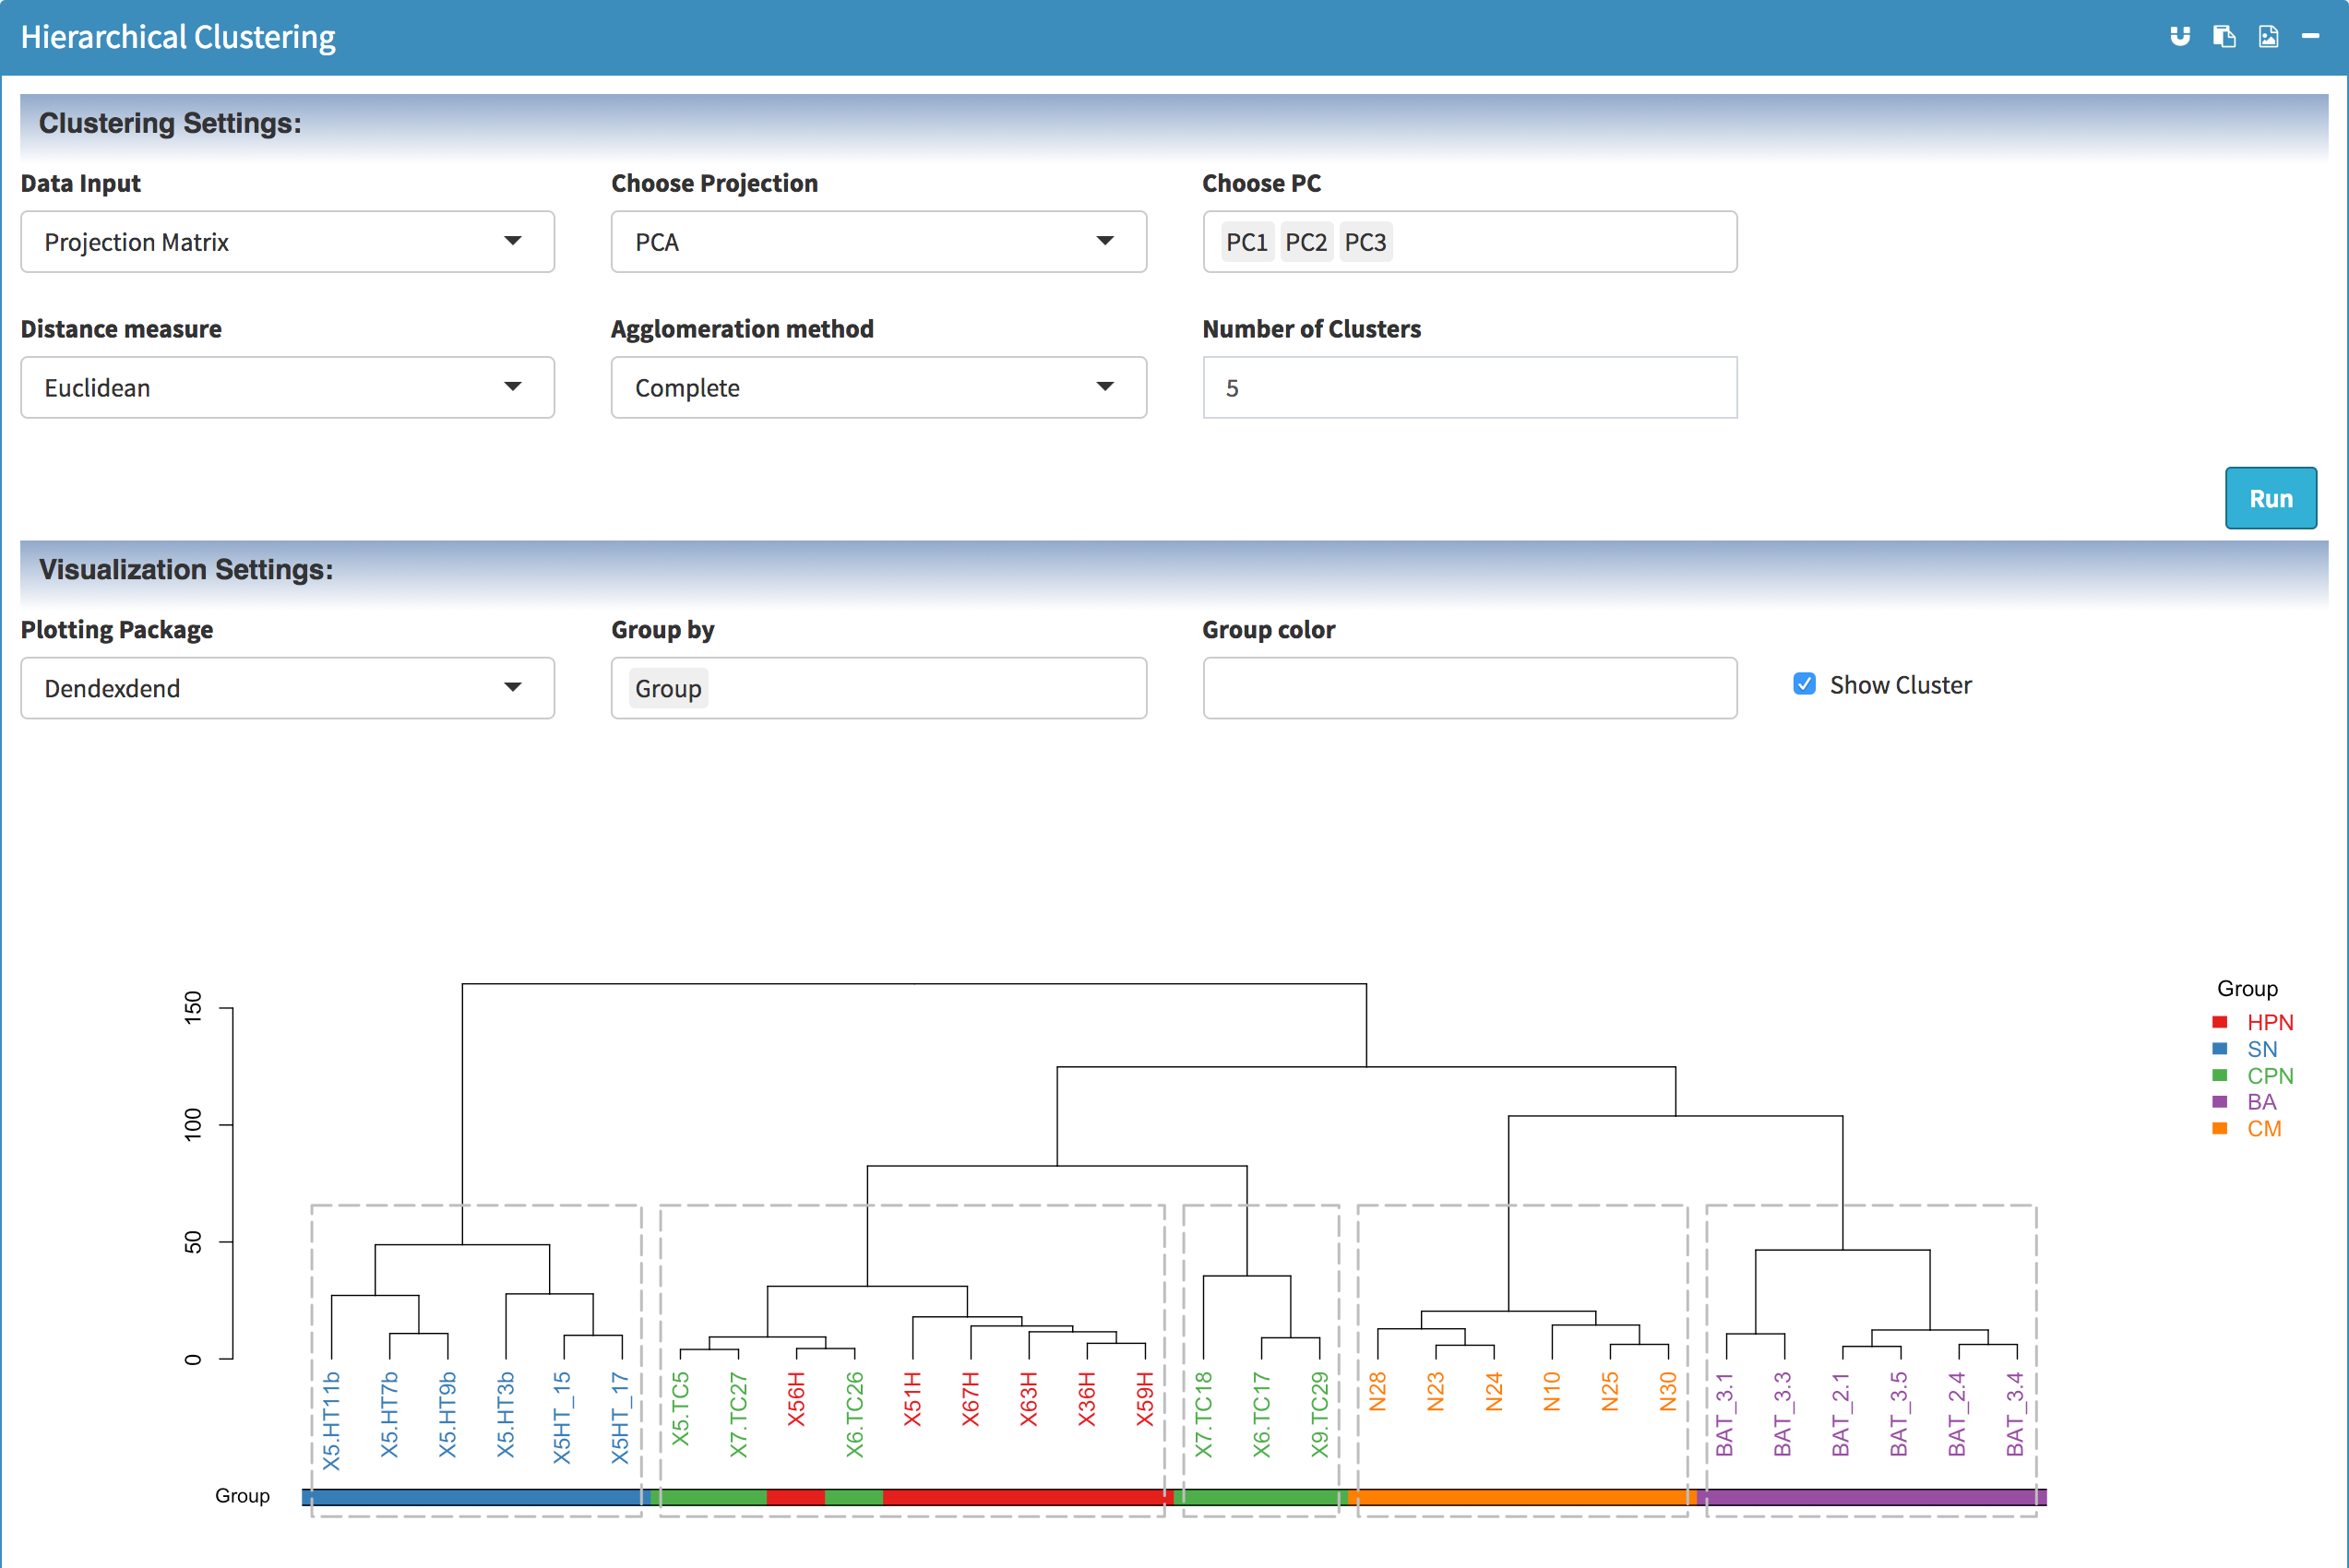 Hierarchical Clustering
Clustering Settings:
Data Input
Choose Projection
Choose PC
Projection Matrix
PCA
PC1 PC2 PC3
Distance measure
Agglomeration method
Number of Clusters
Euclidean
Complete
5
Run
Visualization Settings:
Plotting Package
Group by
Group color
Dendexdend
Group
Show Cluster
150
100
50
0
Group
HPN
SN
CPN
BA
CM
X5.HT11b
X5.HT7b
X5.HT9b
X5.HT3b
X5HT_15
X5HT_17
X5.TC5
X7.TC27
X56H
X6.TC26
X51H
X67H
X63H
X36H
X59H
X7.TC18
X6.TC17
X9.TC29
N28
N23
N24
N10
N25
N30
BAT_3.1
BAT_3.3
BAT_2.1
BAT_3.5
BAT_2.4
BAT_3.4
Group